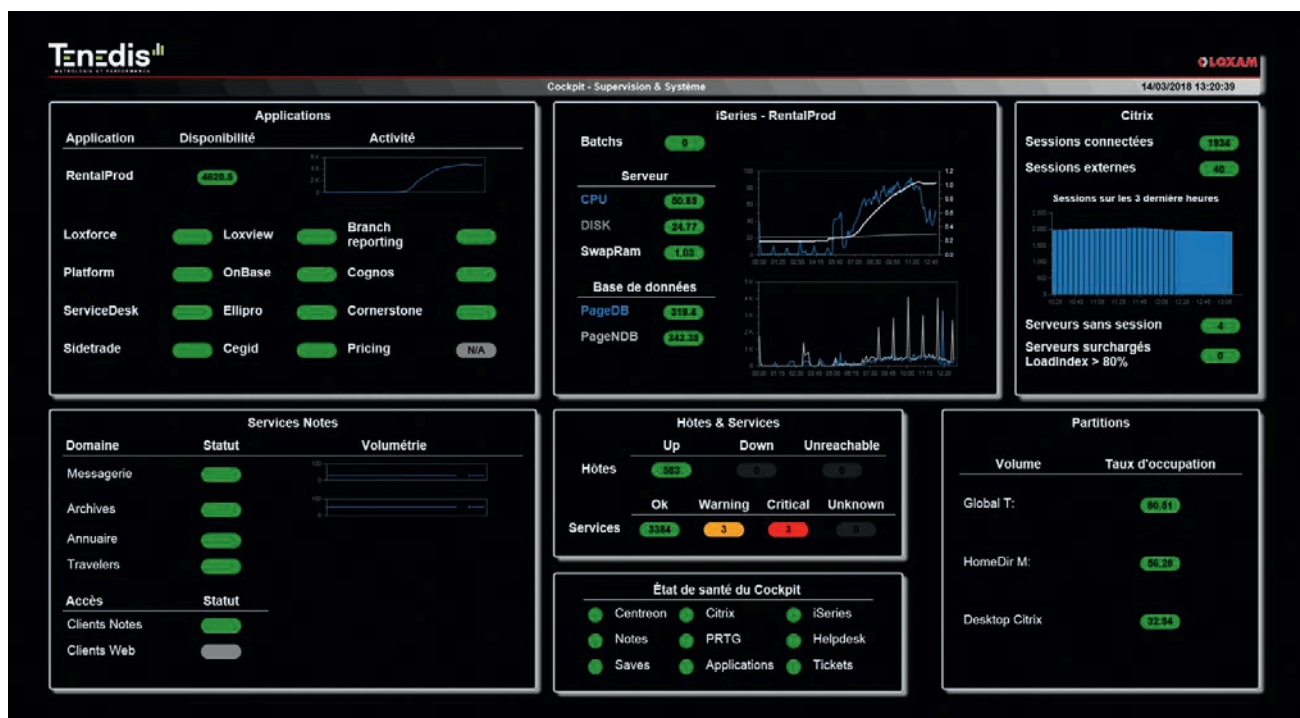 Tenedis
METROLOGIE ET PERFORMANCE
LOXAM
Cockpit - Supervision & Système
14/03/2018 13:20:39
Applications
Application Disponibilité Activité
RentalProd
Loxforce Loxview Branch reporting
Platform OnBase Cognos
ServiceDesk Ellipro Cornerstone
Sidetrade Cegid Pricing N/A
iSeries - RentalProd
Batchs 0
Serveur
CPU 50.85
DISK 24.77
SwapRam 1.03
Base de données
PageDB 319.4
PageNDB 342.35
Citrix
Sessions connectées 1934
Sessions externes 40
Sessions sur les 3 dernière heures
Serveurs sans session 4
Serveurs surchargés
LoadIndex > 80% 0
Services Notes
Domaine Statut Volumétrie
Messagerie
Archives
Annuaire
Travelers
Accès Statut
Clients Notes
Clients Web
Hôtes & Services
Up Down Unreachable
Hôtes 583 0 0
Ok Warning Critical Unknown
Services 3384 3 3 0
État de santé du Cockpit
Centreon Citrix iSeries
Notes PRTG Helpdesk
Saves Applications Tickets
Partitions
Volume Taux d'occupation
Global T: 80.51
HomeDir M: 56.28
Desktop Citrix 32.84